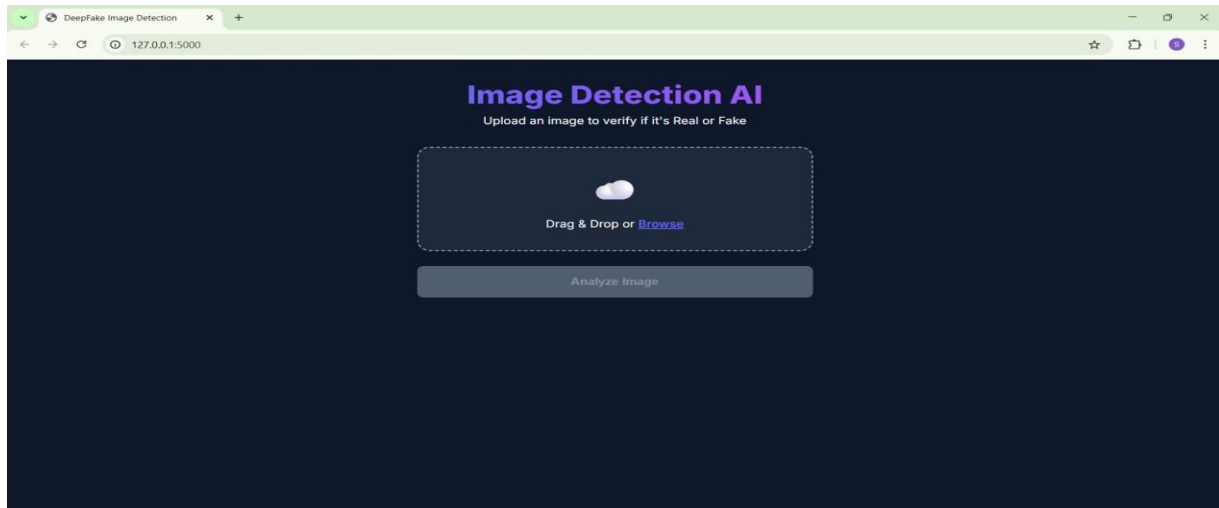 DeepFake Image Detection
127.0.0.1:5000
S
Image Detection AI
Upload an image to verify if it's Real or Fake
Drag & Drop or Browse
Analyze Image